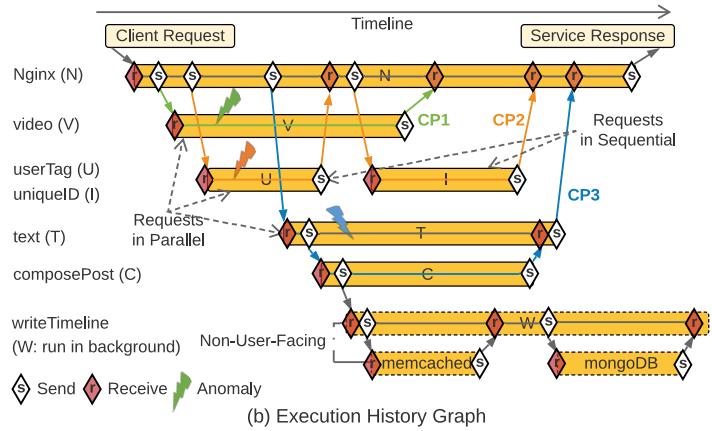 Timeline
Client Request
Service Response
Nginx (N)
r s s s r s N r r r s
video (V)
r V s CP1
CP2
Requests
in Sequential
userTag (U)
uniqueID (I)
r U s r I s
CP3
Requests
in Parallel
text (T)
r s T r s
composePost (C)
r s C s
writeTimeline
(W: run in background)
r s r W s r
Non-User-Facing
r memcached s r mongoDB s
s Send r Receive Anomaly
(b) Execution History Graph